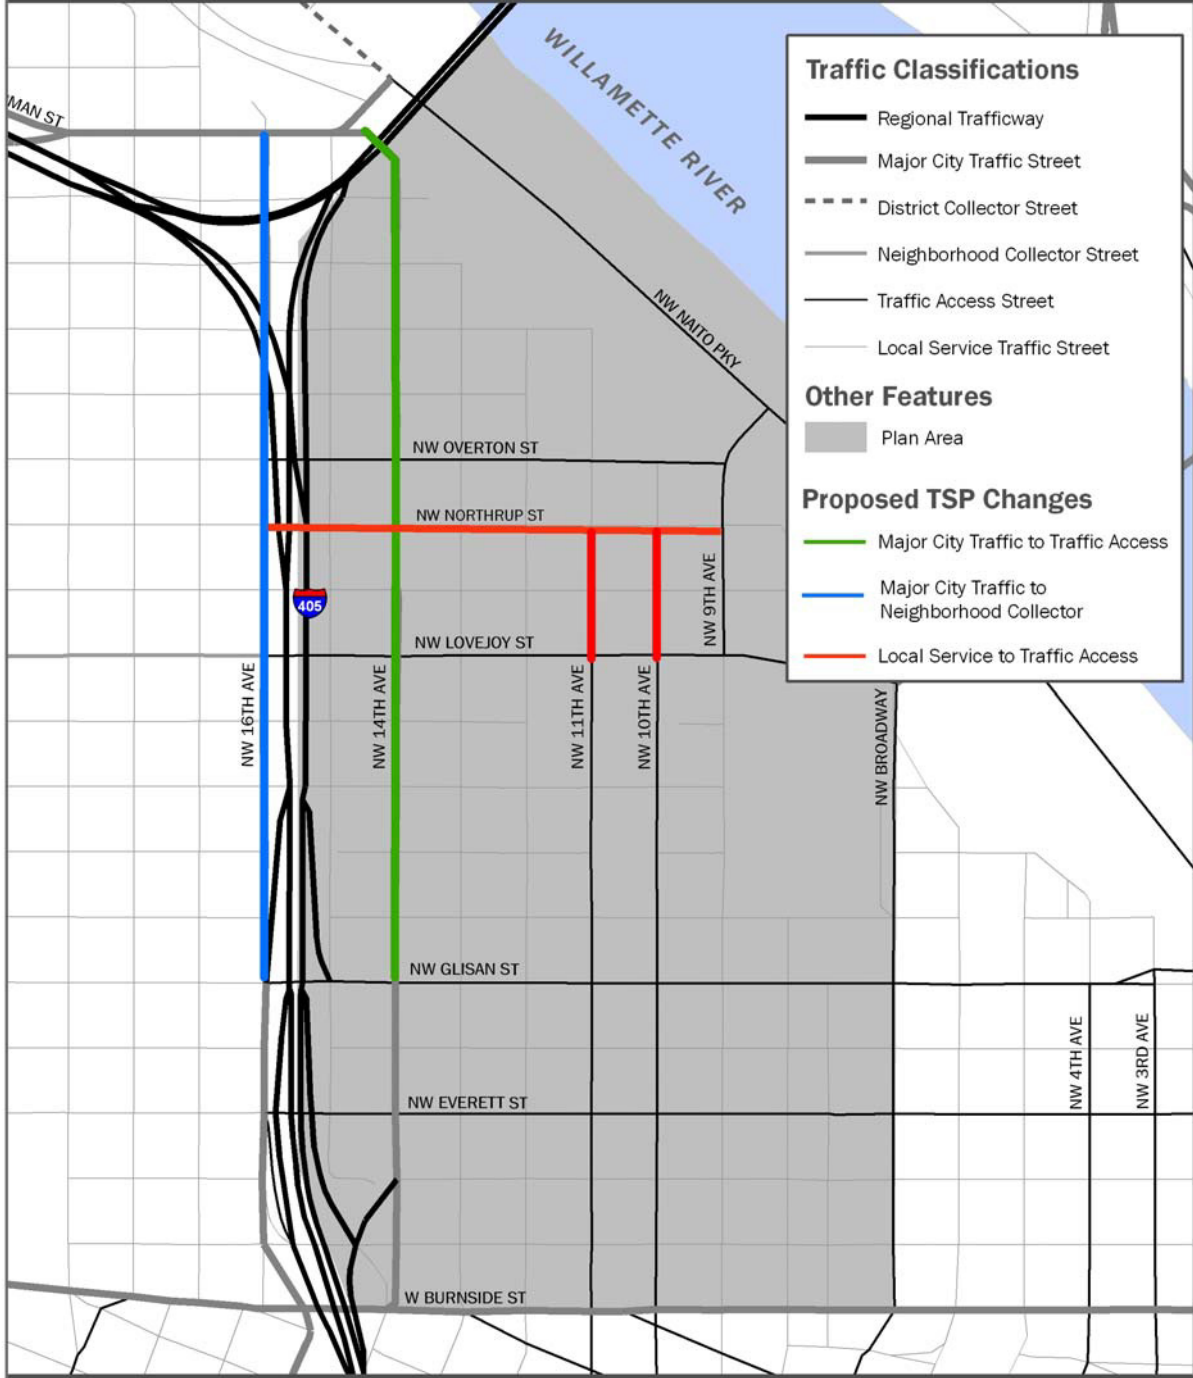 MAN ST
WILLAMETTE RIVER
Traffic Classifications
Regional Trafficway
Major City Traffic Street
District Collector Street
Neighborhood Collector Street
Traffic Access Street
Local Service Traffic Street
Other Features
Plan Area
Proposed TSP Changes
Major City Traffic to Traffic Access
Major City Traffic to
Neighborhood Collector
Local Service to Traffic Access
NW NAITO PKY
NW OVERTON ST
NW NORTHRUP ST
NW 9TH AVE
405
NW LOVEJOY ST
NW 16TH AVE
NW 14TH AVE
NW 11TH AVE
NW 10TH AVE
NW BROADWAY
NW GLISAN ST
NW 4TH AVE
NW 3RD AVE
NW EVERETT ST
W BURNSIDE ST